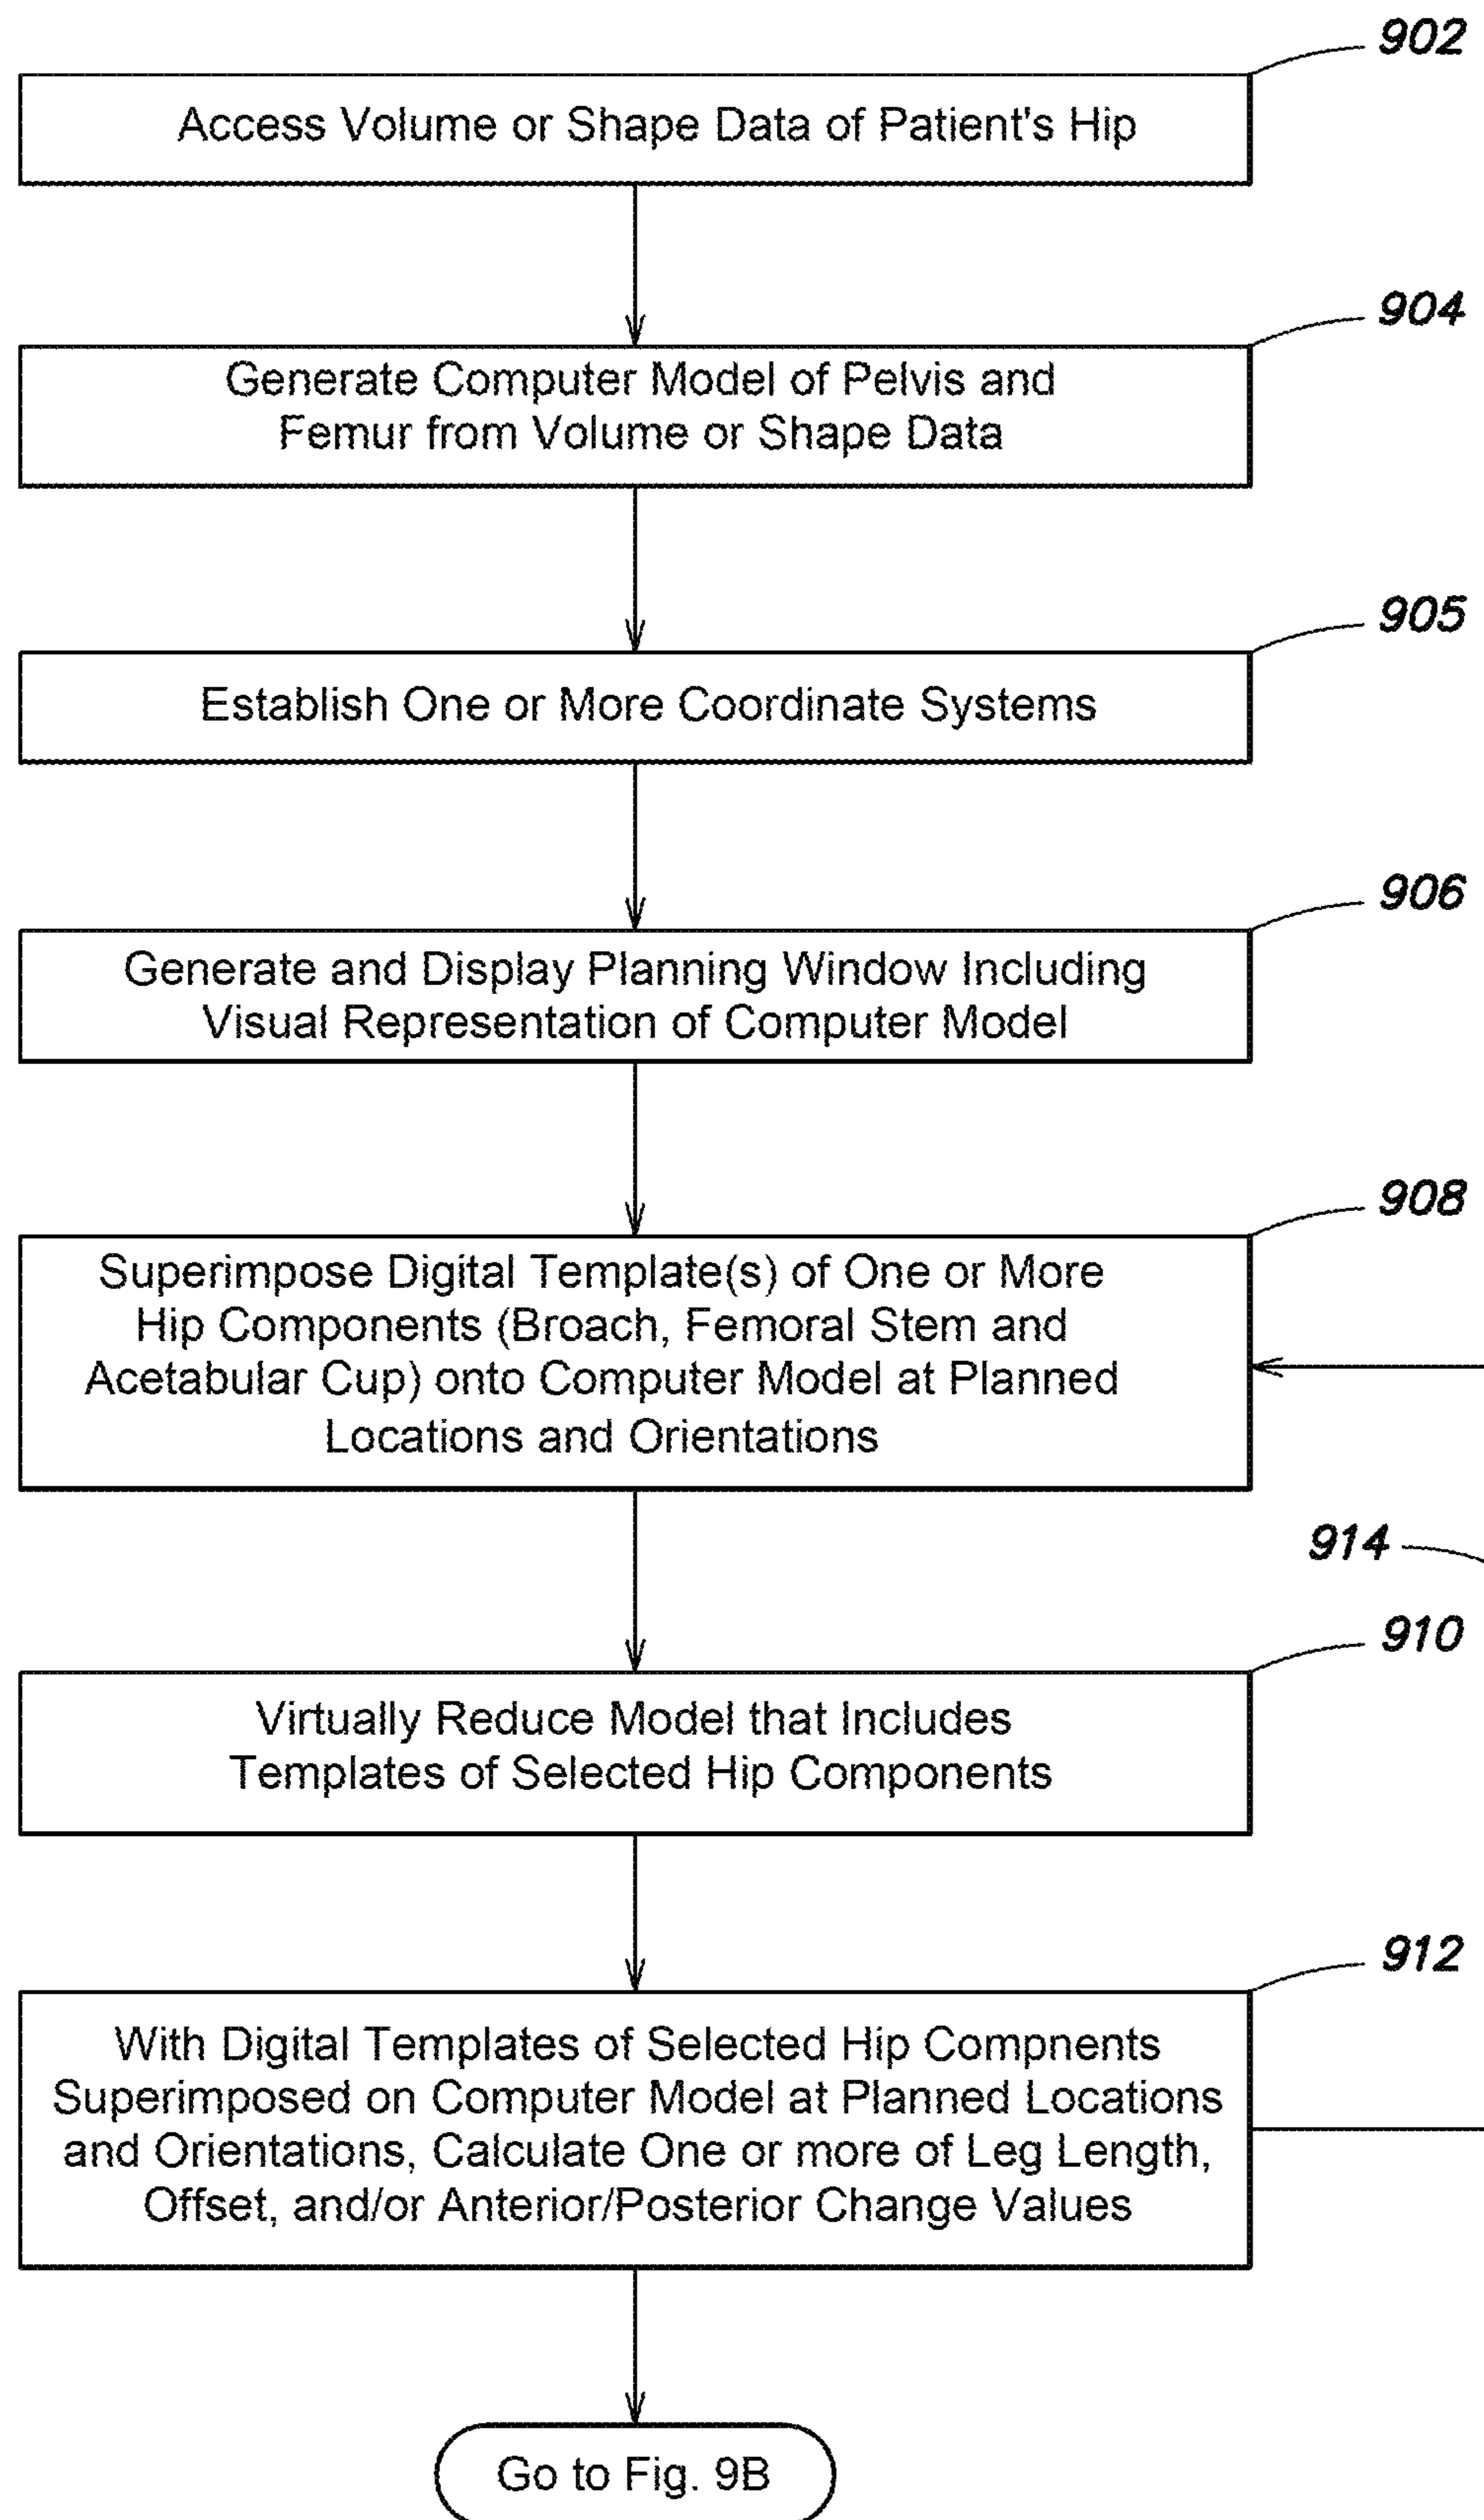 902
Access Volume or Shape Data of Patient's Hip
904
Generate Computer Model of Pelvis and
Femur from Volume or Shape Data
905
Establish One or More Coordinate Systems
906
Generate and Display Planning Window Including
Visual Representation of Computer Model
908
Superimpose Digital Template(s) of One or More
Hip Components (Broach, Femoral Stem and
Acetabular Cup) onto Computer Model at Planned
Locations and Orientations
914
910
Virtually Reduce Model that Includes
Templates of Selected Hip Components
912
With Digital Templates of Selected Hip Compnents
Superimposed on Computer Model at Planned Locations
and Orientations, Calculate One or more of Leg Length,
Offset, and/or Anterior/Posterior Change Values
Go to Fig. 9B